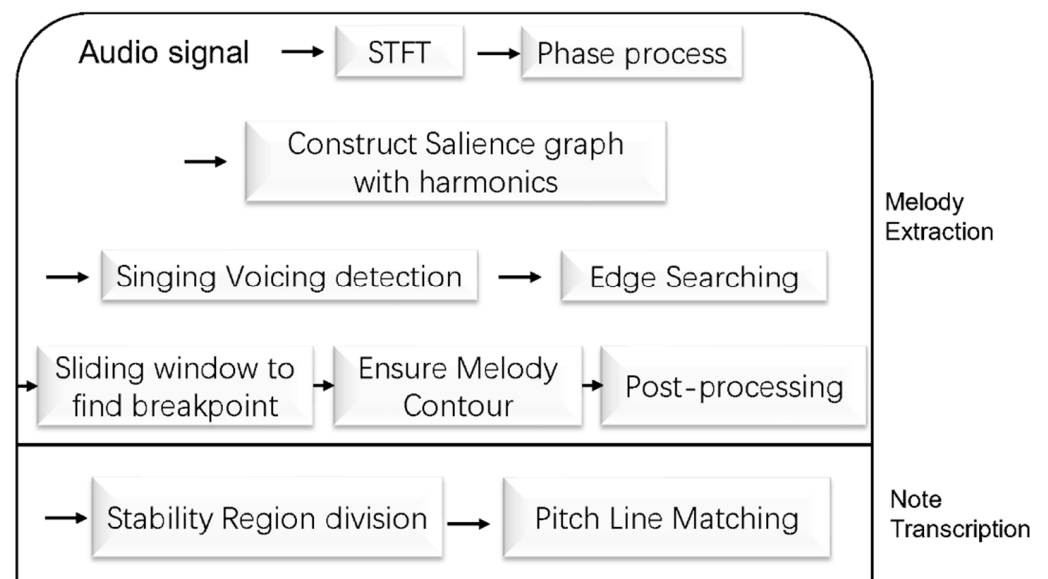 Audio signal STFT Phase process
Construct Salience graph
with harmonics
Melody
Extraction
Singing Voicing detection Edge Searching
Sliding window to
find breakpoint
Ensure Melody
Contour
Post-processing
Stability Region division Pitch Line Matching
Note
Transcription